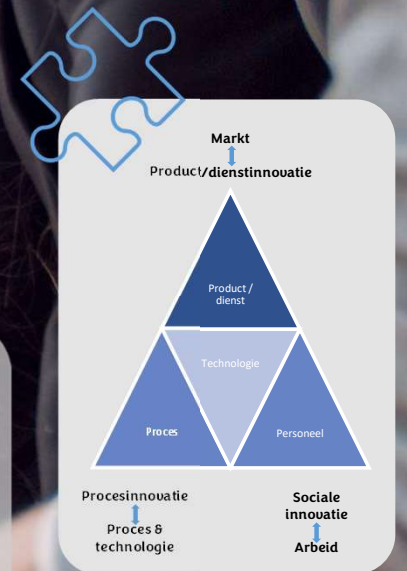 Markt
Product/dienstinnovatie
Product /
dienst
Technologie
Proces
Personeel
Procesinnovatie
Proces &
technologie
Sociale
innovatie
Arbeid